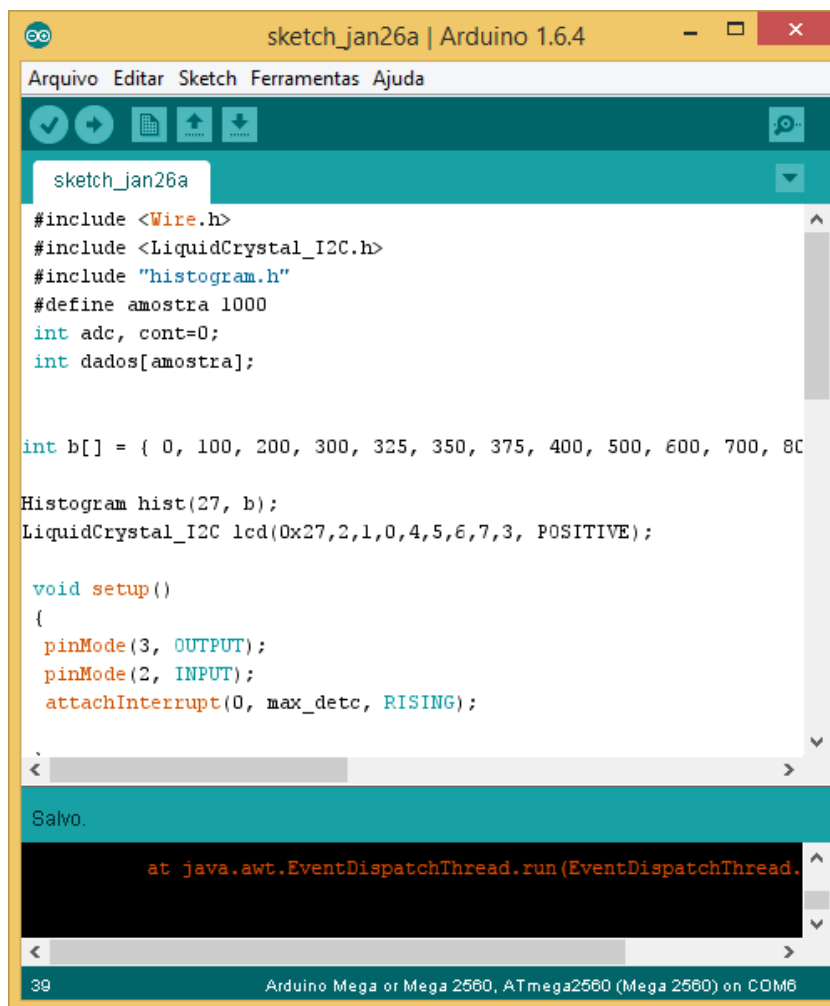 sketch_jan26a | Arduino 1.6.4
Arquivo Editar Sketch Ferramentas Ajuda
sketch_jan26a
#include <Wire.h>
#include <LiquidCrystal_I2C.h>
#include "histogram.h"
#define amostra 1000
int adc, cont=0;
int dados[amostra];
int b[] = { 0, 100, 200, 300, 325, 350, 375, 400, 500, 600, 700, 80
Histogram hist(27, b);
LiquidCrystal_I2C lcd(0x27,2,1,0,4,5,6,7,3, POSITIVE);
void setup()
{
pinMode(3, OUTPUT);
pinMode(2, INPUT);
attachInterrupt(0, max_detc, RISING);
Salvo.
at java.awt.EventDispatchThread.run(EventDispatchThread.
39 Arduino Mega or Mega 2560, ATmega2560 (Mega 2560) on COM6